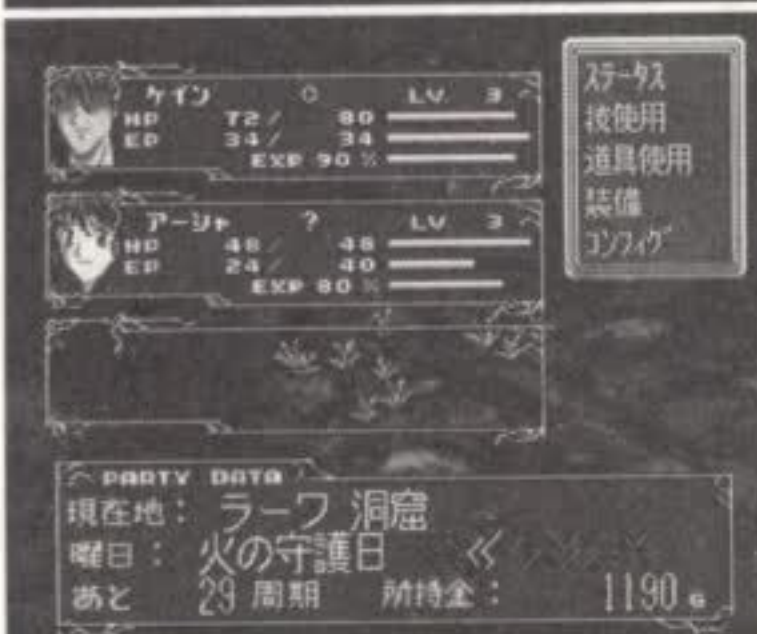 ケイン ○ LV. 3
HP 72/ 80
EP 34/ 34
EXP 90%
アーシャ ? LV 3
HP 48/ 48
EP 24/ 40
EXP 80%
ステータス
技使用
道具使用
装備
コンフィグ
PARTY DATA
現在地： ラーワ 洞窟
曜日： 火の守護日 《
あと 29 周期 所持金： 1190 G